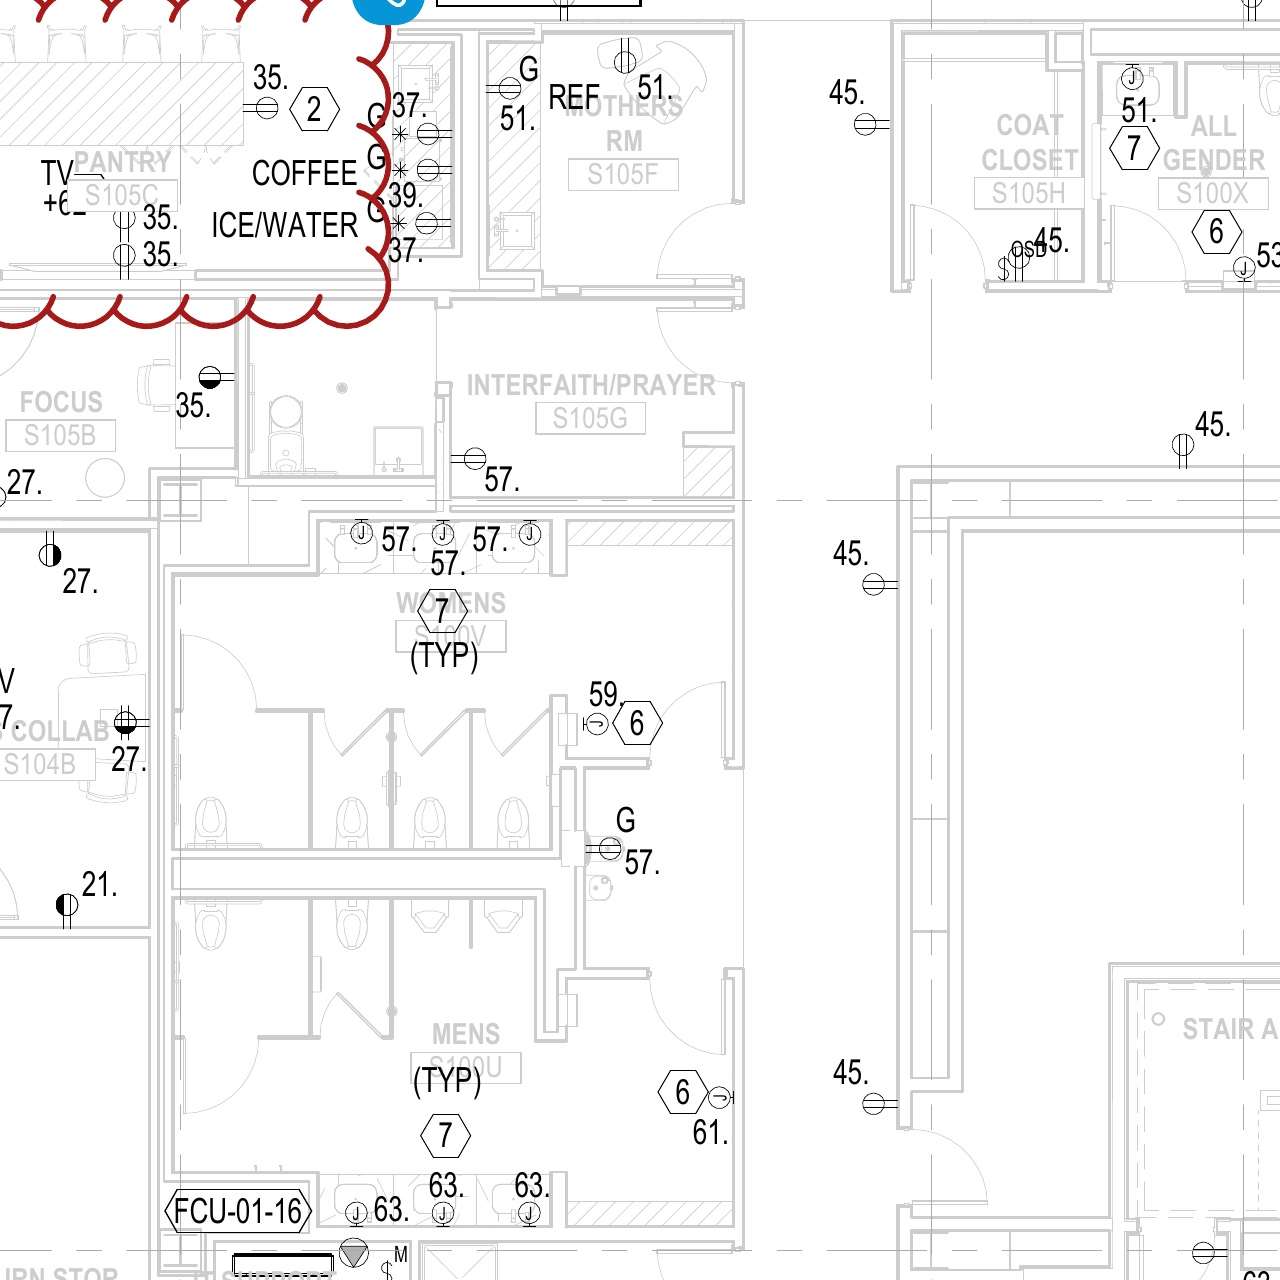 G
51.
REF
51.
MOTHERS
RM
S105F
35.
2
G
37.
G
39.
G
37.
COFFEE
ICE/WATER
TV
PANTRY
S105C
35.
35.
45.
COAT
CLOSET
S105H
51.
7
ALL
GENDER
S100X
6
OSD
45.
$
J
J
FOCUS
S105B
35.
27.
INTERFAITH/PRAYER
S105G
57.
45.
45.
27.
J
57.
J
57.
57.
J
WOMENS
7
S100V
(TYP)
59.
J
6
COLLAB
S104B
27.
G
57.
21.
MENS
S100U
(TYP)
7
6
J
61.
45.
STAIR A
FCU-01-16
J
63.
63.
J
63.
J
M
$